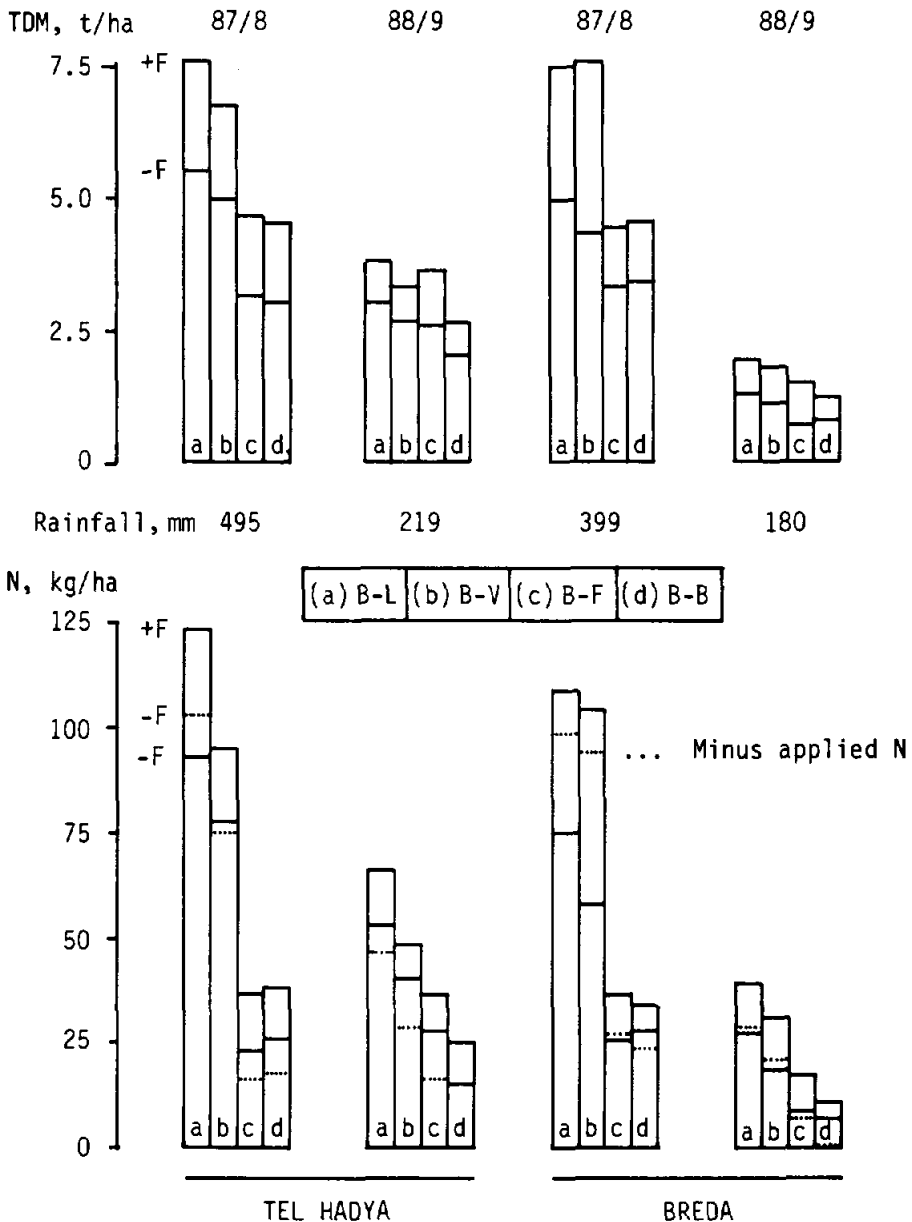 TDM, t/ha 87/8 88/9 87/8 88/9
7.5 +F
-F
5.0
2.5
a b c d a b c d a b c d a b c d
0
Rainfall, mm 495 219 399 180
N, kg/ha
(a) B-L (b) B-V (c) B-F (d) B-B
125 +F
-F
100
-F ... Minus applied N
75
50
25
a b c d a b c d a b c d a b c d
0
TEL HADYA BREDA